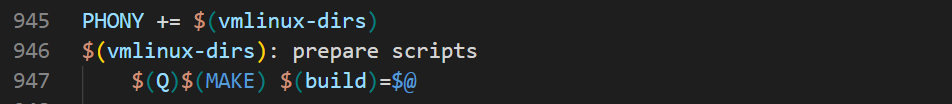 945 PHONY += $(vmlinux-dirs)
946 $(vmlinux-dirs): prepare scripts
947 $(Q)$(MAKE) $(build)=$@